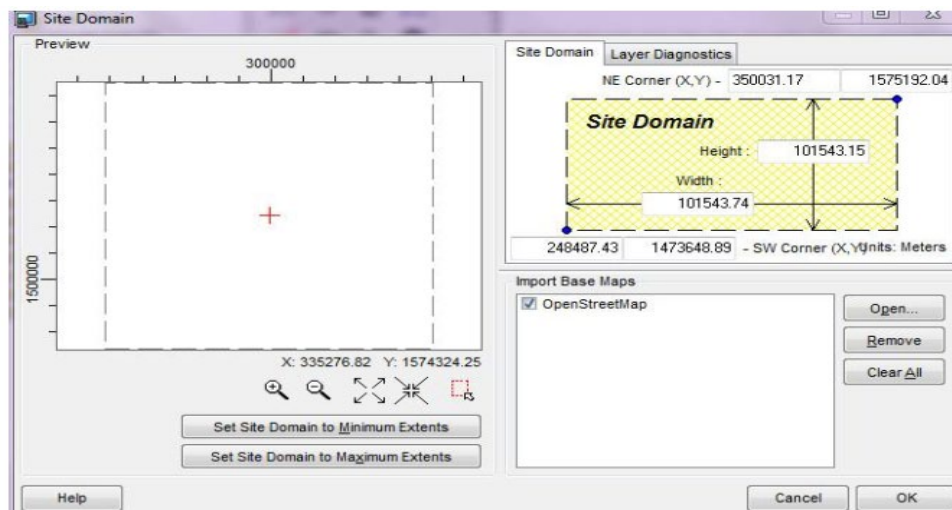 Site Domain
Preview
300000
1500000
X: 335276.82 Y: 1574324.25
Set Site Domain to Minimum Extents
Set Site Domain to Maximum Extents
Site Domain Layer Diagnostics
NE Corner (X,Y) - 350031.17 1575192.04
Site Domain
Height : 101543.15
Width :
101543.74
248487.43 1473648.89 - SW Corner (X,Y) Units: Meters
Import Base Maps
OpenStreetMap
Open...
Remove
Clear All
Help
Cancel
OK